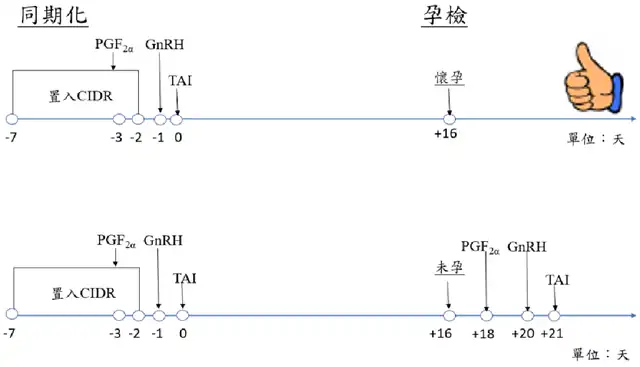 同期化
孕檢
PGF2α GnRH
TAI
置入CIDR
懷孕
-7 -3 -2 -1 0 +16
單位：天
PGF2α GnRH
TAI
置入CIDR
未孕
PGF2α GnRH
TAI
-7 -3 -2 -1 0 +16 +18 +20 +21
單位：天